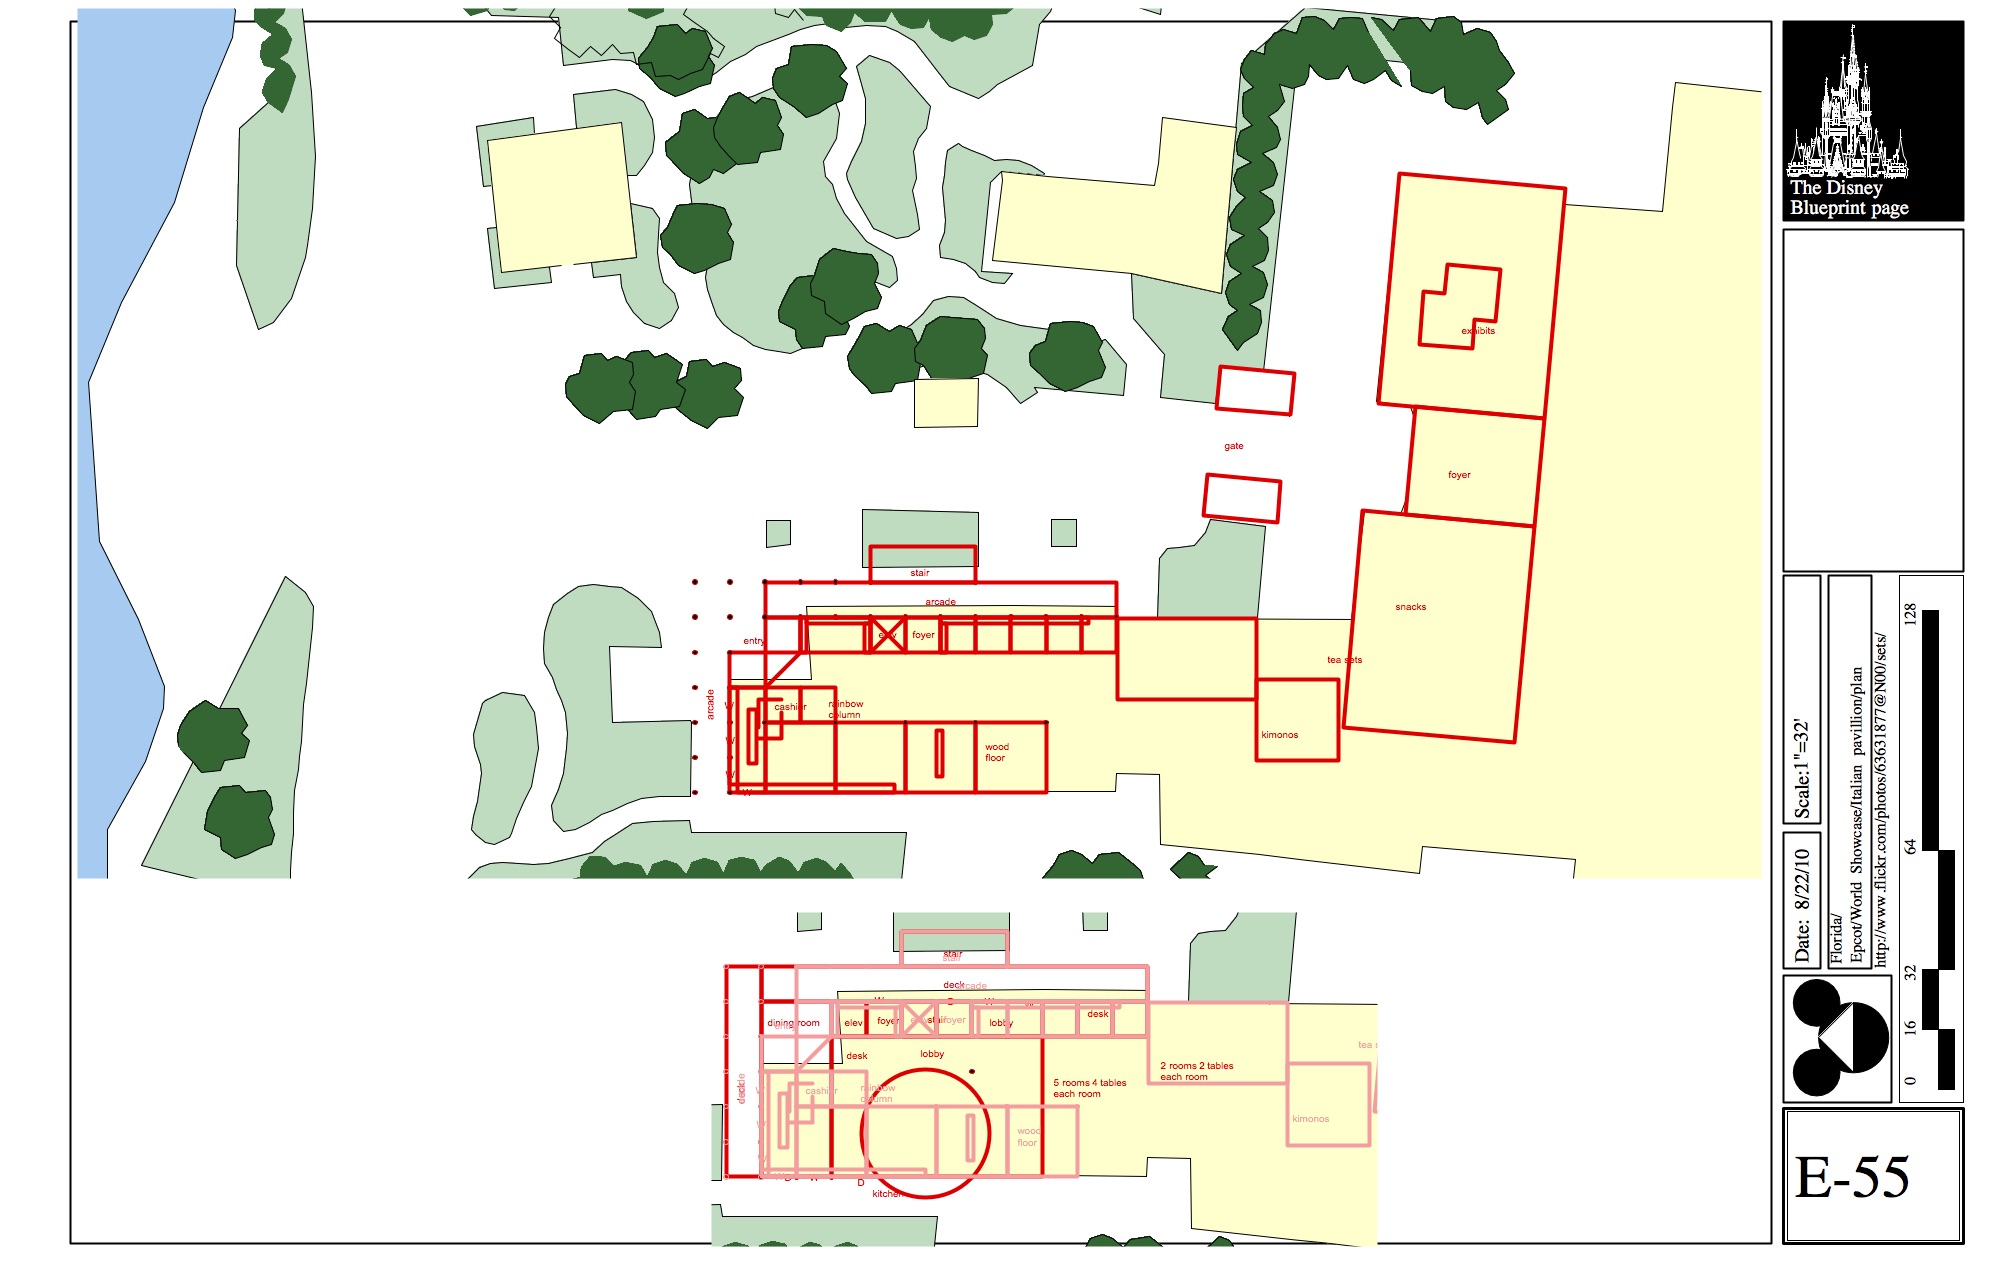 The Disney
Blueprint page
exhibits
gate
foyer
stair
arcade
snacks
entry
elev
foyer
tea sets
arcade
W
cashier
rainbow
column
W
kimonos
wood
floor
W
W
stair
stair
deck
arcade
dining room
entry
elev
foyer
stair
foyer
lobby
desk
desk
lobby
tea s
2 rooms 2 tables
each room
5 rooms 4 tables
each room
deck
cashier
rainbow
column
kimonos
wood
floor
D
kitchen
Scale:1"=32'
Date: 8/22/10
Florida/
Epcot/World Showcase/Italian pavillion/plan
http://www.flickr.com/photos/63631877@N00/sets/
128
64
32
16
0
E-55